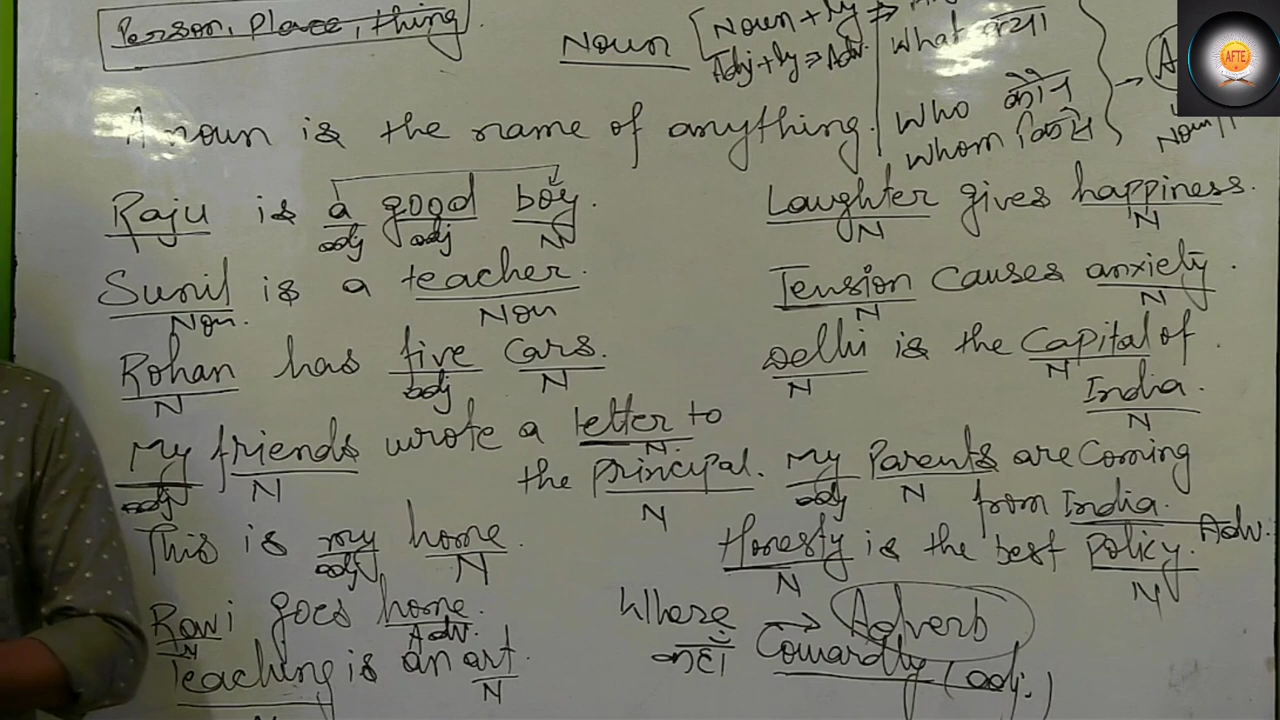 Person, Place, thing
Noun
Noun + ly ⇒
Adj + ly ⇒ Adv.
What क्या
Who कौन
Whom किसे
Noun
AFTE
A noun is the name of anything.
Raju is a good boy.
adj adj N
Sunil is a teacher.
Noun. Noun
Rohan has five cars.
N adj N
My friends wrote a letter to
adj N N
the principal.
N
This is my home.
adj N
Ravi goes home.
N Adv.
Teaching is an art.
N N
Laughter gives happiness.
N N
Tension causes anxiety.
N N
Delhi is the Capital of
N N
India.
N
My Parents are coming
adj N
from India.
Adv.
Honesty is the best policy.
N N
Where → Adverb
कहाँ
Cowardly (adj.)